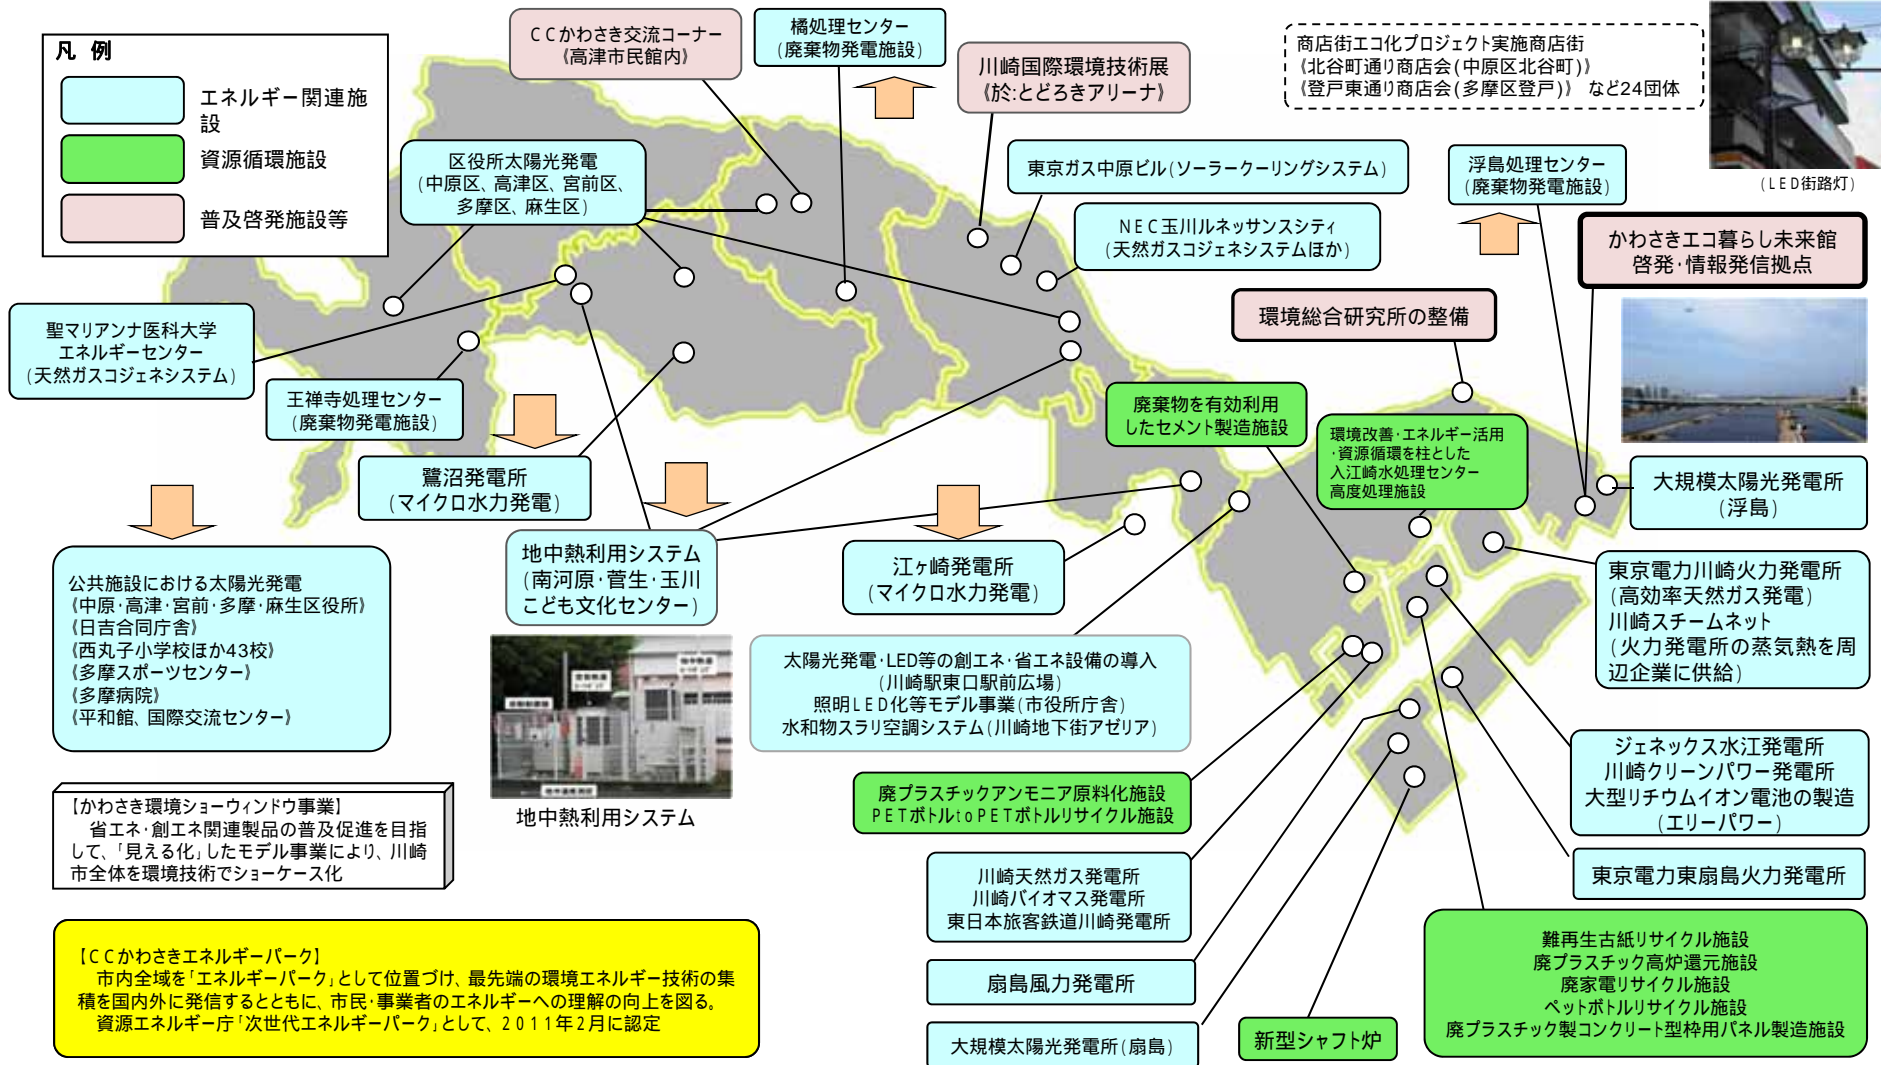 凡 例
エネルギー関連施
設
資源循環施設
普及啓発施設等
CCかわさき交流コーナー
《高津市民館内》
橘処理センター
(廃棄物発電施設)
川崎国際環境技術展
《於:とどろきアリーナ》
商店街エコ化プロジェクト実施商店街
《北谷町通り商店会(中原区北谷町)》
《登戸東通り商店会(多摩区登戸)》 など24団体
(LED街路灯)
区役所太陽光発電
(中原区、高津区、宮前区、
多摩区、麻生区)
東京ガス中原ビル(ソーラークーリングシステム)
NEC玉川ルネッサンスシティ
(天然ガスコジェネシステムほか)
浮島処理センター
(廃棄物発電施設)
かわさきエコ暮らし未来館
啓発・情報発信拠点
聖マリアンナ医科大学
エネルギーセンター
(天然ガスコジェネシステム)
王禅寺処理センター
(廃棄物発電施設)
鷺沼発電所
(マイクロ水力発電)
環境総合研究所の整備
廃棄物を有効利用
したセメント製造施設
環境改善・エネルギー活用
・資源循環を柱とした
入江崎水処理センター
高度処理施設
大規模太陽光発電所
(浮島)
公共施設における太陽光発電
《中原・高津・宮前・多摩・麻生区役所》
《日吉合同庁舎》
《西丸子小学校ほか43校》
《多摩スポーツセンター》
《多摩病院》
《平和館、国際交流センター》
地中熱利用システム
(南河原・菅生・玉川
こども文化センター)
江ヶ崎発電所
(マイクロ水力発電)
東京電力川崎火力発電所
(高効率天然ガス発電)
川崎スチームネット
(火力発電所の蒸気熱を周
辺企業に供給)
太陽光発電・LED等の創エネ・省エネ設備の導入
(川崎駅東口駅前広場)
照明LED化等モデル事業(市役所庁舎)
水和物スラリ空調システム(川崎地下街アゼリア)
地中熱利用システム
ジェネックス水江発電所
川崎クリーンパワー発電所
大型リチウムイオン電池の製造
(エリーパワー)
廃プラスチックアンモニア原料化施設
PETボトルtoPETボトルリサイクル施設
【かわさき環境ショーウィンドウ事業】
省エネ・創エネ関連製品の普及促進を目指
して、「見える化」したモデル事業により、川崎
市全体を環境技術でショーケース化
川崎天然ガス発電所
川崎バイオマス発電所
東日本旅客鉄道川崎発電所
東京電力東扇島火力発電所
【CCかわさきエネルギーパーク】
市内全域を「エネルギーパーク」として位置づけ、最先端の環境エネルギー技術の集
積を国内外に発信するとともに、市民・事業者のエネルギーへの理解の向上を図る。
資源エネルギー庁「次世代エネルギーパーク」として、2011年2月に認定
扇島風力発電所
大規模太陽光発電所(扇島)
新型シャフト炉
難再生古紙リサイクル施設
廃プラスチック高炉還元施設
廃家電リサイクル施設
ペットボトルリサイクル施設
廃プラスチック製コンクリート型枠用パネル製造施設